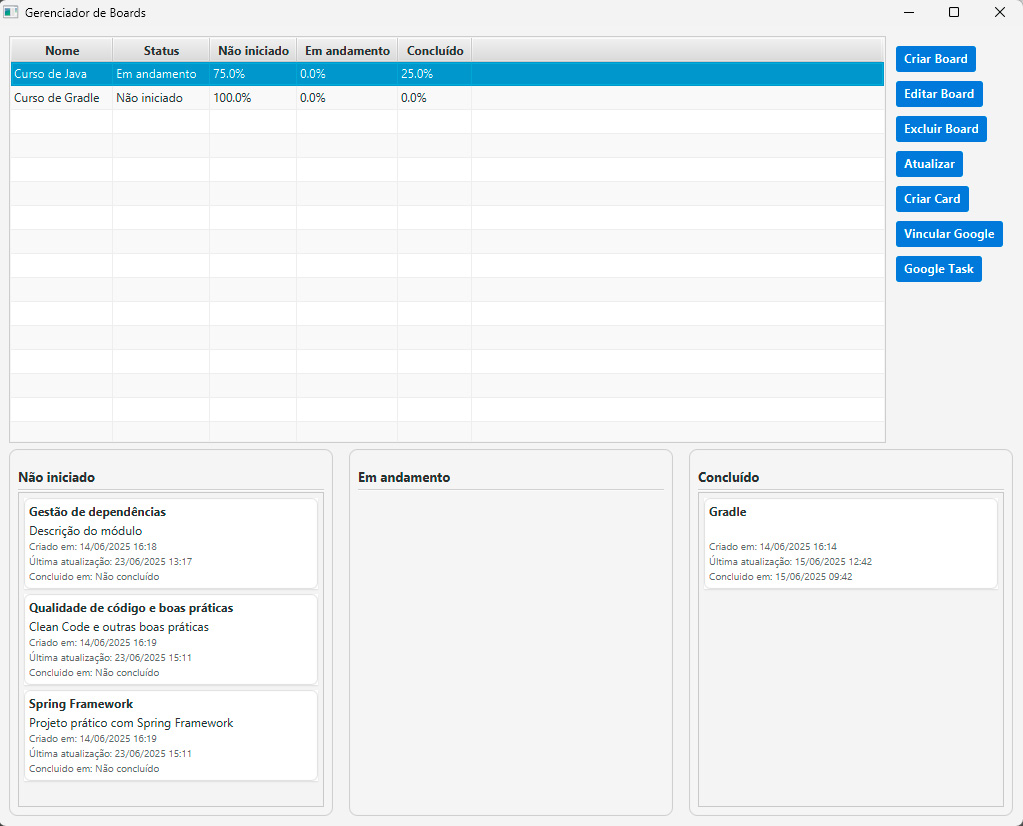 Gerenciador de Boards
Nome Status Não iniciado Em andamento Concluído
Curso de Java Em andamento 75.0% 0.0% 25.0%
Curso de Gradle Não iniciado 100.0% 0.0% 0.0%
Criar Board
Editar Board
Excluir Board
Atualizar
Criar Card
Vincular Google
Google Task
Não iniciado
Gestão de dependências
Descrição do módulo
Criado em: 14/06/2025 16:18
Última atualização: 23/06/2025 13:17
Concluido em: Não concluído
Qualidade de código e boas práticas
Clean Code e outras boas práticas
Criado em: 14/06/2025 16:19
Última atualização: 23/06/2025 15:11
Concluido em: Não concluído
Spring Framework
Projeto prático com Spring Framework
Criado em: 14/06/2025 16:19
Última atualização: 23/06/2025 15:11
Concluido em: Não concluído
Em andamento
Concluído
Gradle
Criado em: 14/06/2025 16:14
Última atualização: 15/06/2025 12:42
Concluido em: 15/06/2025 09:42